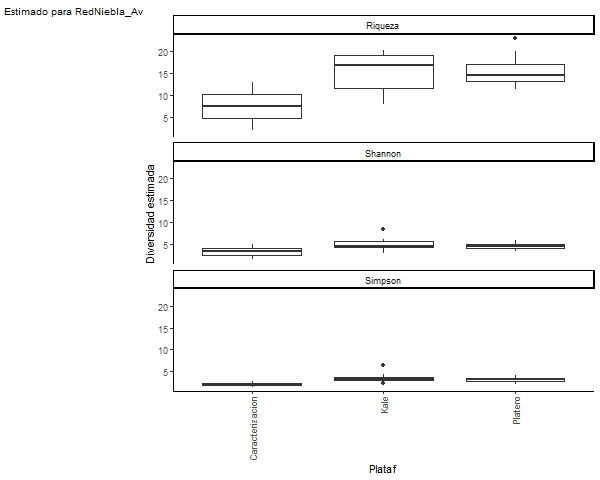 Estimado para RedNiebla_Av
Riqueza
20
15
10
5
Shannon
20
15
10
5
Simpson
20
15
10
5
Diversidad estimada
Caracterizacion
Kale
Platero
Plataf